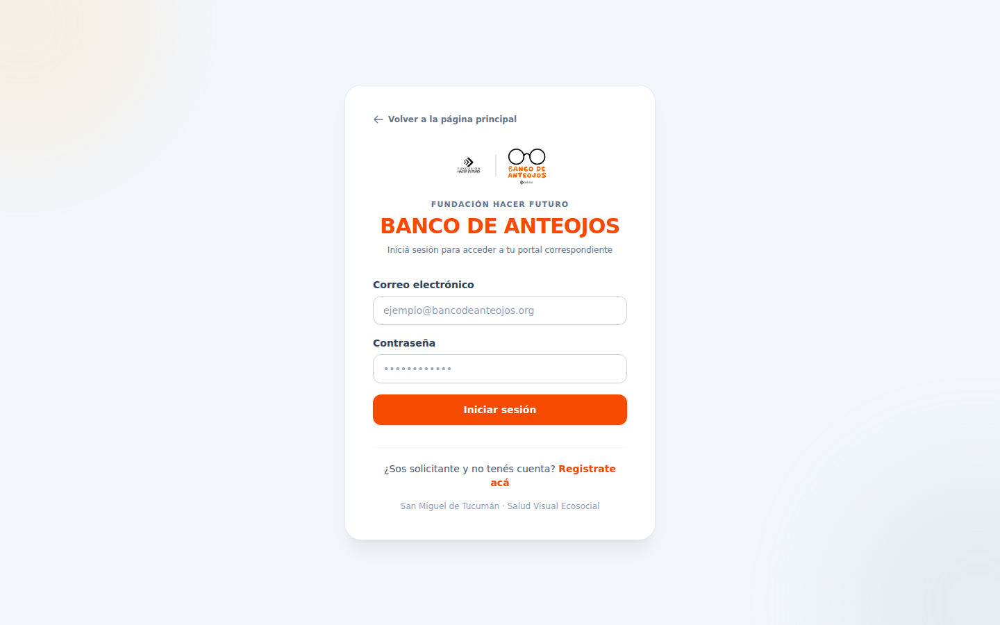 Volver a la página principal
FUNDACIÓN
HACER FUTURO
BANCO DE
ANTEOJOS
FUNDACIÓN HACER FUTURO
BANCO DE ANTEOJOS
Iniciá sesión para acceder a tu portal correspondiente
Correo electrónico
ejemplo@bancodeanteojos.org
Contraseña
••••••••••••
Iniciar sesión
¿Sos solicitante y no tenés cuenta? Registrate
acá
San Miguel de Tucumán · Salud Visual Ecosocial